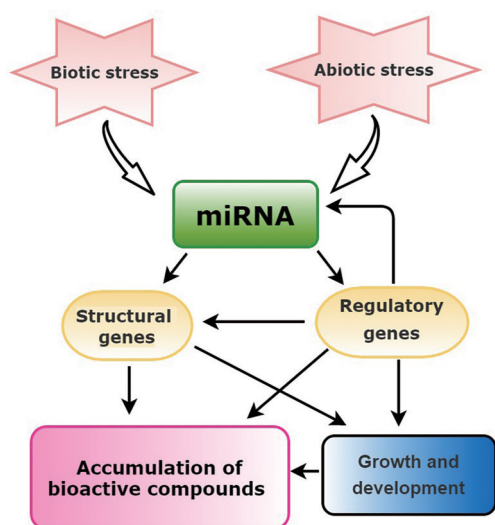 Biotic stress
Abiotic stress
miRNA
Structural
genes
Regulatory
genes
Accumulation of
bioactive compounds
Growth and
development